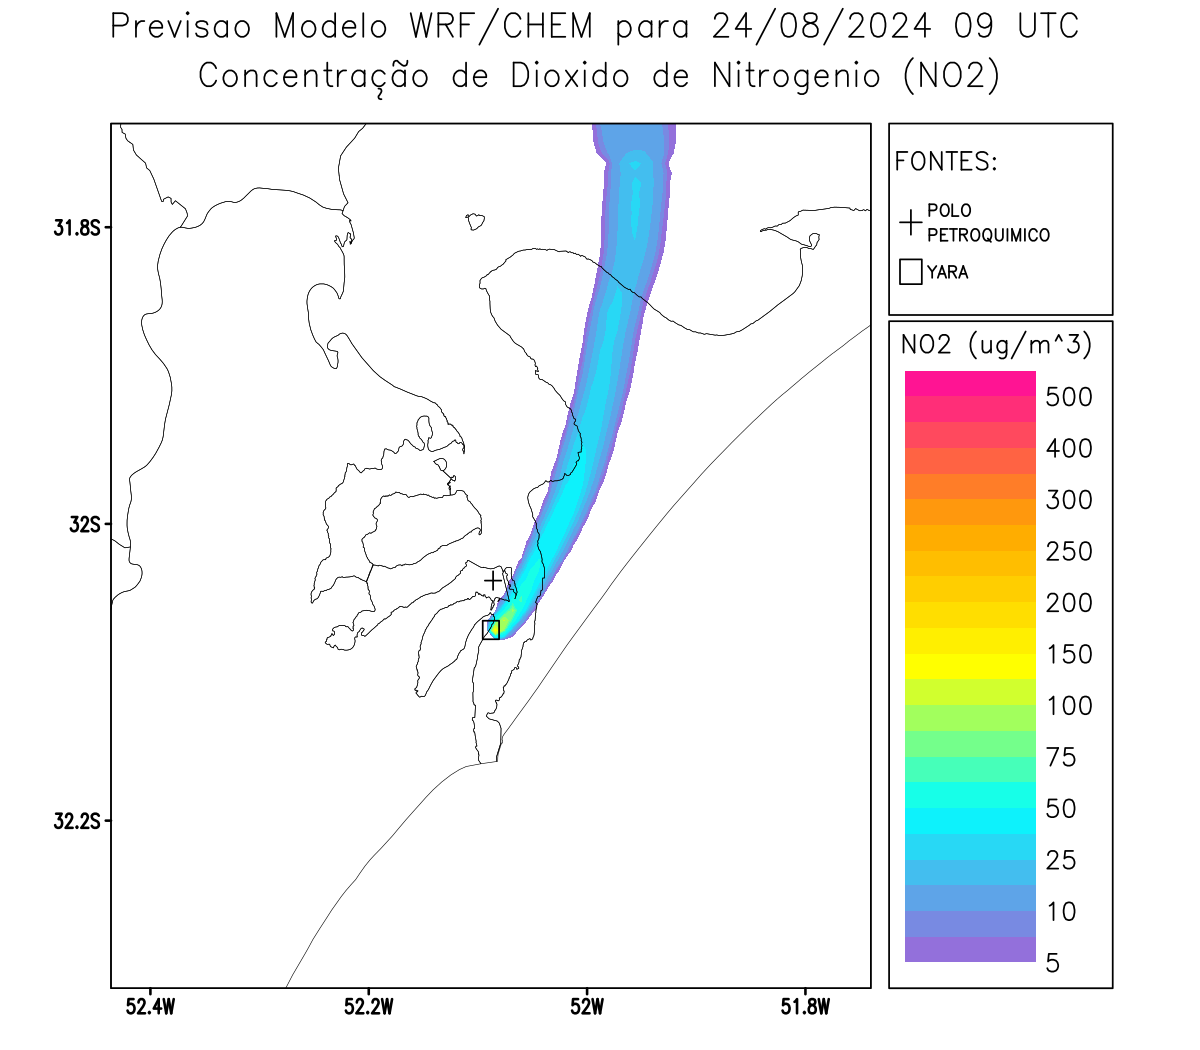 Previsao Modelo WRF/CHEM para 24/08/2024 09 UTC
Concentração de Dioxido de Nitrogenio (NO2)
FONTES:
POLO
PETROQUIMICO
YARA
NO2 (ug/m^3)
500
400
300
250
200
150
100
75
50
25
10
5
31.8S
32S
32.2S
52.4W
52.2W
52W
51.8W